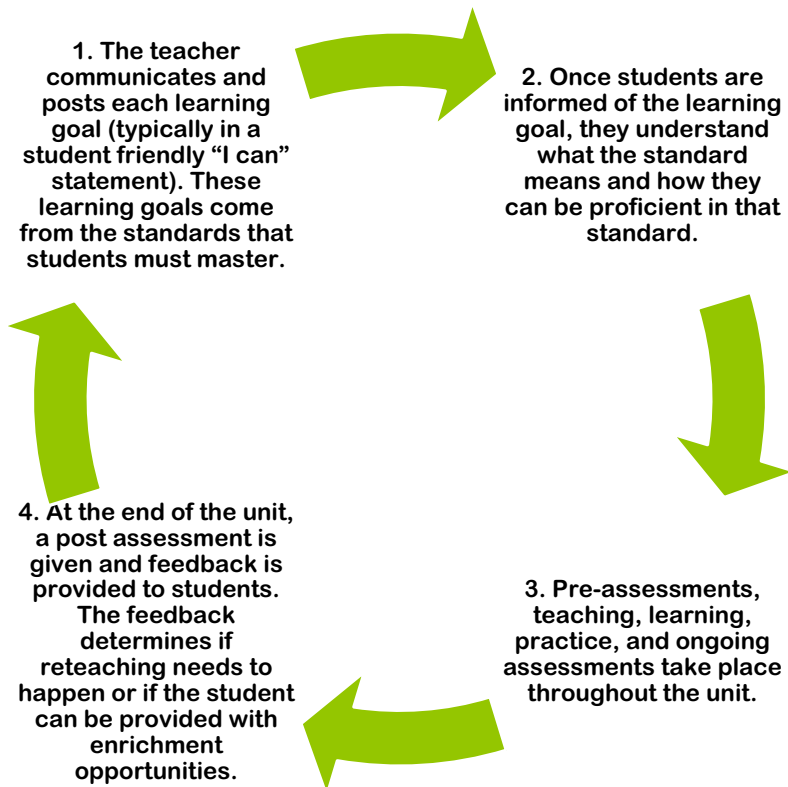 1. The teacher
communicates and
posts each learning
goal (typically in a
student friendly “I can”
statement). These
learning goals come
from the standards that
students must master.
2. Once students are
informed of the learning
goal, they understand
what the standard
means and how they
can be proficient in that
standard.
3. Pre-assessments,
teaching, learning,
practice, and ongoing
assessments take place
throughout the unit.
4. At the end of the unit,
a post assessment is
given and feedback is
provided to students.
The feedback
determines if
reteaching needs to
happen or if the student
can be provided with
enrichment
opportunities.